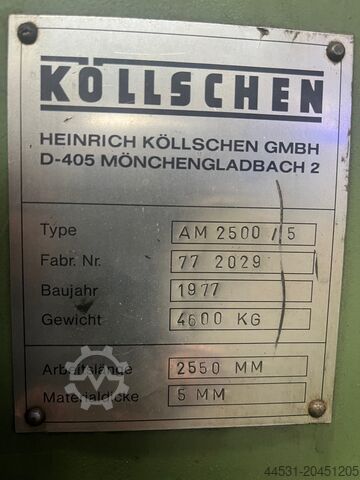 KÖLLSCHEN
HEINRICH KÖLLSCHEN GMBH
D-405 MÖNCHENGLADBACH 2
Type AM 2500 / 5
Fabr. Nr. 77 2029
Baujahr 1977
Gewicht 4600 KG
Arbeitslänge 2550 MM
Materialdicke 5 MM
44531-20451205